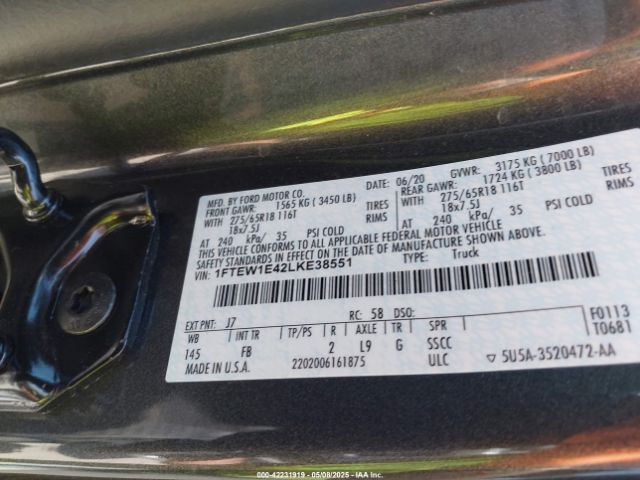 MFD. BY FORD MOTOR CO.
DATE: 06/20 GVWR: 3175 KG ( 7000 LB)
FRONT GAWR: 1565 KG ( 3450 LB) REAR GAWR: 1724 KG ( 3800 LB)
WITH 275/65R18 116T TIRES 275/65R18 116T TIRES
18x7.5J RIMS 18x7.5J RIMS
AT 240 kPa/ 35 PSI COLD AT 240 kPa/ 35 PSI COLD
THIS VEHICLE CONFORMS TO ALL APPLICABLE FEDERAL MOTOR VEHICLE
SAFETY STANDARDS IN EFFECT ON THE DATE OF MANUFACTURE SHOWN ABOVE.
VIN: 1FTEW1E42LKE38551 TYPE: Truck
F0113
T0681
EXT PNT: J7 RC: 58 DSO:
WB INT TR TP/PS R AXLE TR SPR
145 FB 2 L9 G SSCC
MADE IN U.S.A. 2202006161875 ULC ▽ 5U5A-3520472-AA
000-42231919 05/08/2025 IAAI.COM